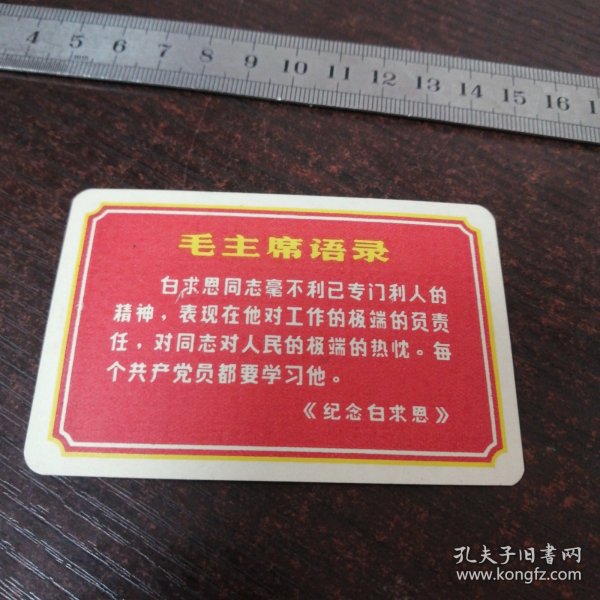 4 5 6 7 8 9 10 11 12 13 14 15 16
毛主席语录
白求恩同志毫不利己专门利人的
精神，表现在他对工作的极端的负责
任，对同志对人民的极端的热忱。每
个共产党员都要学习他。
《纪念白求恩》
孔夫子旧书网
www.kongfz.com